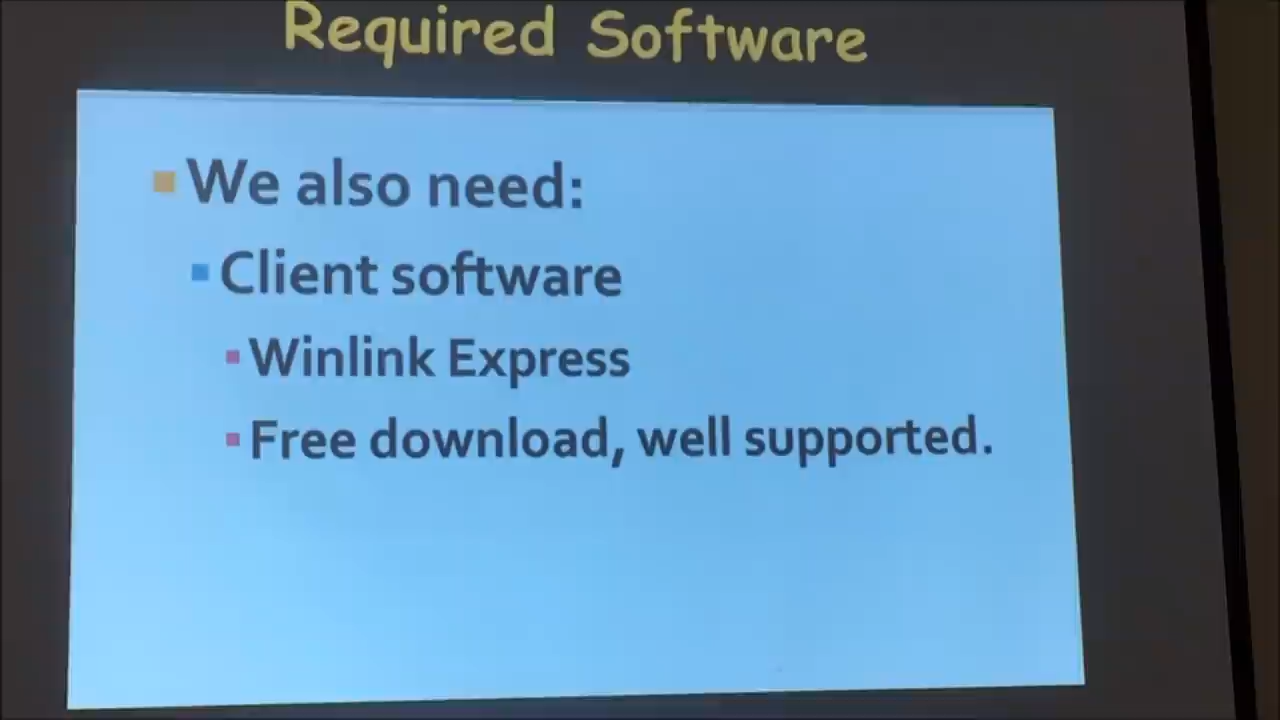 Required Software
We also need:
Client software
Winlink Express
Free download, well supported.